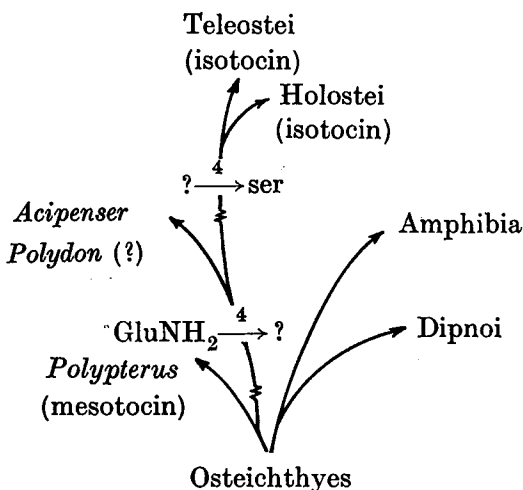 Teleostei
(isotocin)
Holostei
(isotocin)
4
? → ser
Acipenser
Polydon (?)
Amphibia
4
GluNH₂ → ?
Dipnoi
Polypterus
(mesotocin)
Osteichthyes